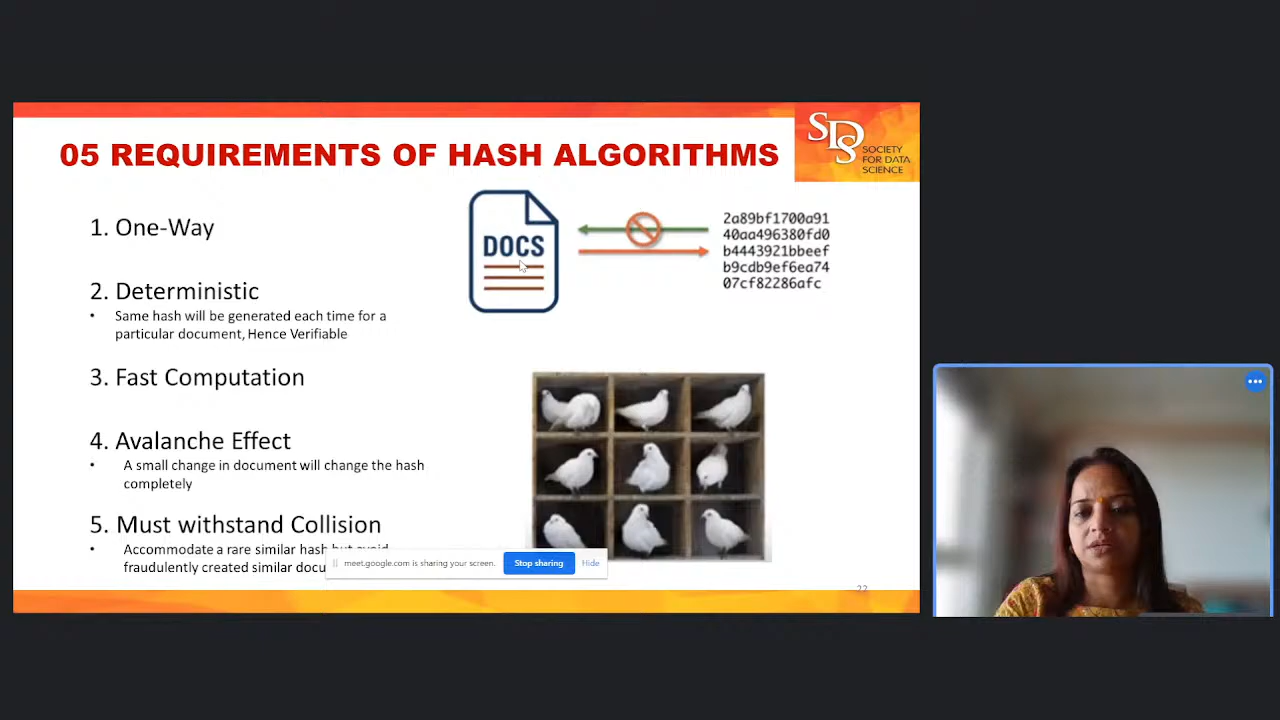 05 REQUIREMENTS OF HASH ALGORITHMS
SDS
SOCIETY
FOR DATA
SCIENCE
1. One-Way
DOCS
2a89bf1700a91
40aa496380fd0
b4443921bbeef
b9cdb9ef6ea74
07cf82286afc
2. Deterministic
• Same hash will be generated each time for a
particular document, Hence Verifiable
3. Fast Computation
4. Avalanche Effect
• A small change in document will change the hash
completely
5. Must withstand Collision
• Accommodate a rare similar hash but avoid
fraudulently created similar docu
meet.google.com is sharing your screen.
Stop sharing
Hide
22